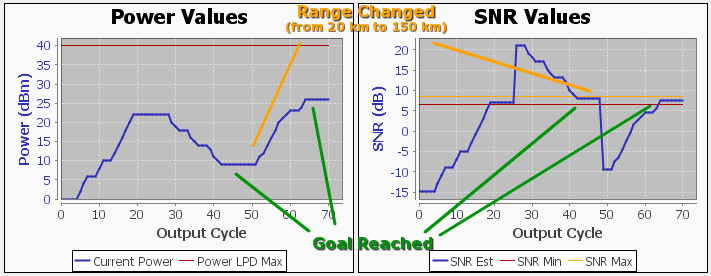 Power Values
Range Changed
(from 20 km to 150 km)
SNR Values
Power (dBm)
40
35
30
25
20
15
10
5
0
0 10 20 30 40 50 60 70
Output Cycle
Current Power Power LPD Max
SNR (dB)
20
15
10
5
0
-5
-10
-15
0 10 20 30 40 50 60 70
Output Cycle
SNR Est SNR Min SNR Max
Goal Reached